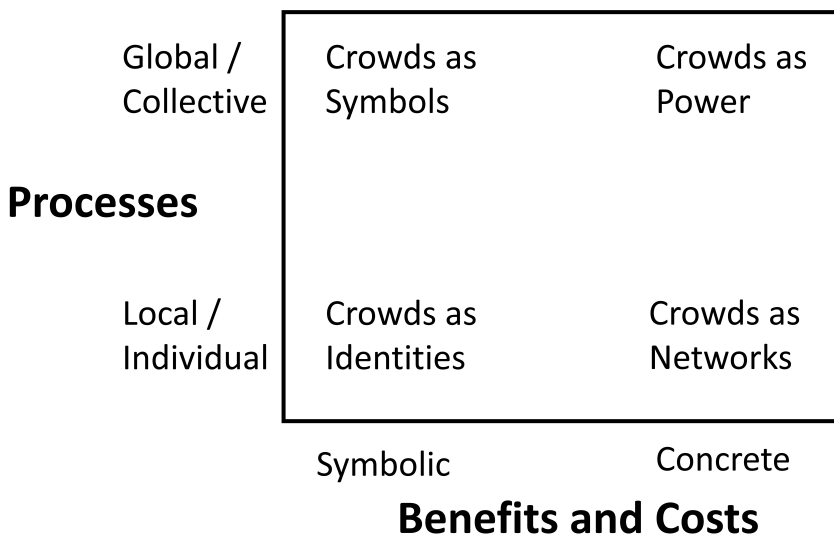 Global / Crowds as Crowds as
Collective Symbols Power
Processes
Local / Crowds as Crowds as
Individual Identities Networks
Symbolic Concrete
Benefits and Costs